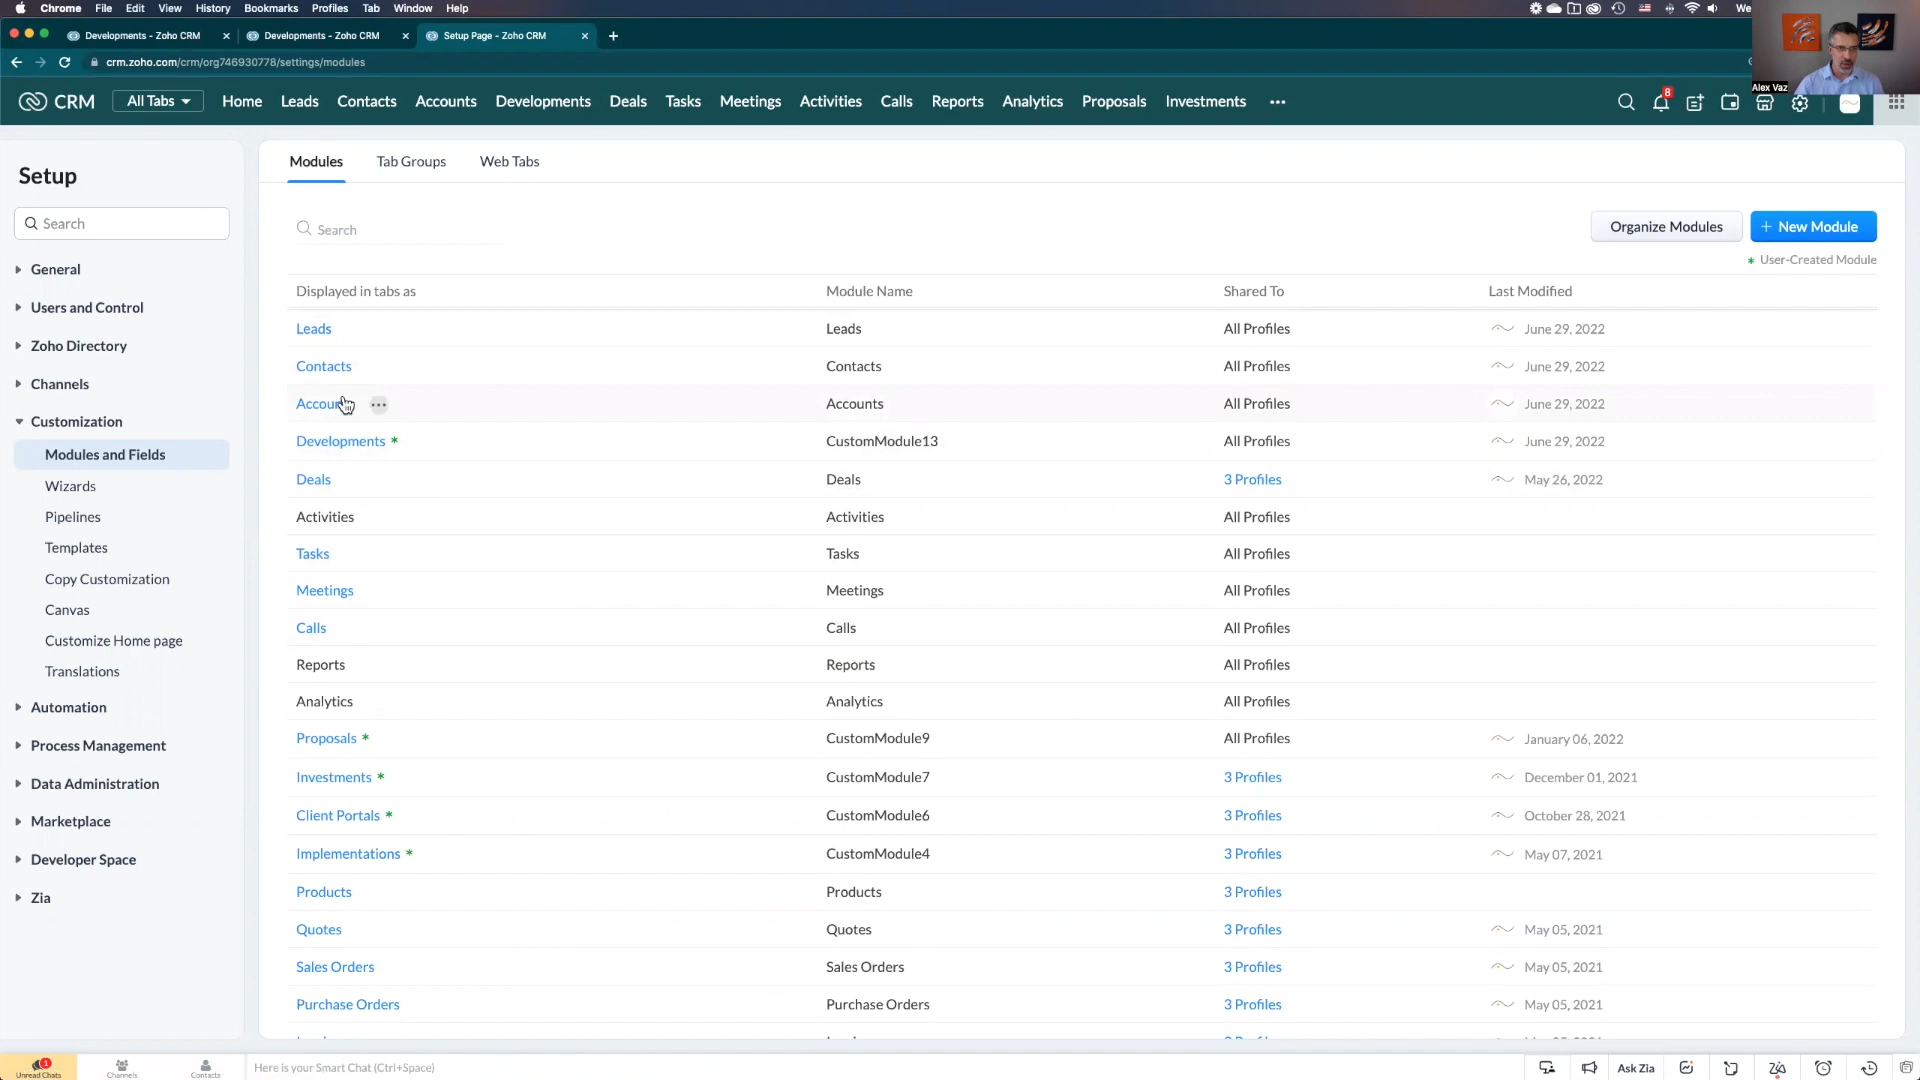 Chrome File Edit View History Bookmarks Profiles Tab Window Help We
Developments - Zoho CRM Developments - Zoho CRM Setup Page - Zoho CRM
crm.zoho.com/crm/org746930778/settings/modules
Alex Vaz
CRM All Tabs Home Leads Contacts Accounts Developments Deals Tasks Meetings Activities Calls Reports Analytics Proposals Investments ••• 8
Setup
Search
General
Users and Control
Zoho Directory
Channels
Customization
Modules and Fields
Wizards
Pipelines
Templates
Copy Customization
Canvas
Customize Home page
Translations
Automation
Process Management
Data Administration
Marketplace
Developer Space
Zia
Modules Tab Groups Web Tabs
Search
Organize Modules + New Module
* User-Created Module
Displayed in tabs as Module Name Shared To Last Modified
Leads Leads All Profiles June 29, 2022
Contacts Contacts All Profiles June 29, 2022
Accoun ••• Accounts All Profiles June 29, 2022
Developments * CustomModule13 All Profiles June 29, 2022
Deals Deals 3 Profiles May 26, 2022
Activities Activities All Profiles
Tasks Tasks All Profiles
Meetings Meetings All Profiles
Calls Calls All Profiles
Reports Reports All Profiles
Analytics Analytics All Profiles
Proposals * CustomModule9 All Profiles January 06, 2022
Investments * CustomModule7 3 Profiles December 01, 2021
Client Portals * CustomModule6 3 Profiles October 28, 2021
Implementations * CustomModule4 3 Profiles May 07, 2021
Products Products 3 Profiles
Quotes Quotes 3 Profiles May 05, 2021
Sales Orders Sales Orders 3 Profiles May 05, 2021
Purchase Orders Purchase Orders 3 Profiles May 05, 2021
1
Unread Chats Channels Contacts Here is your Smart Chat (Ctrl+Space) Ask Zia